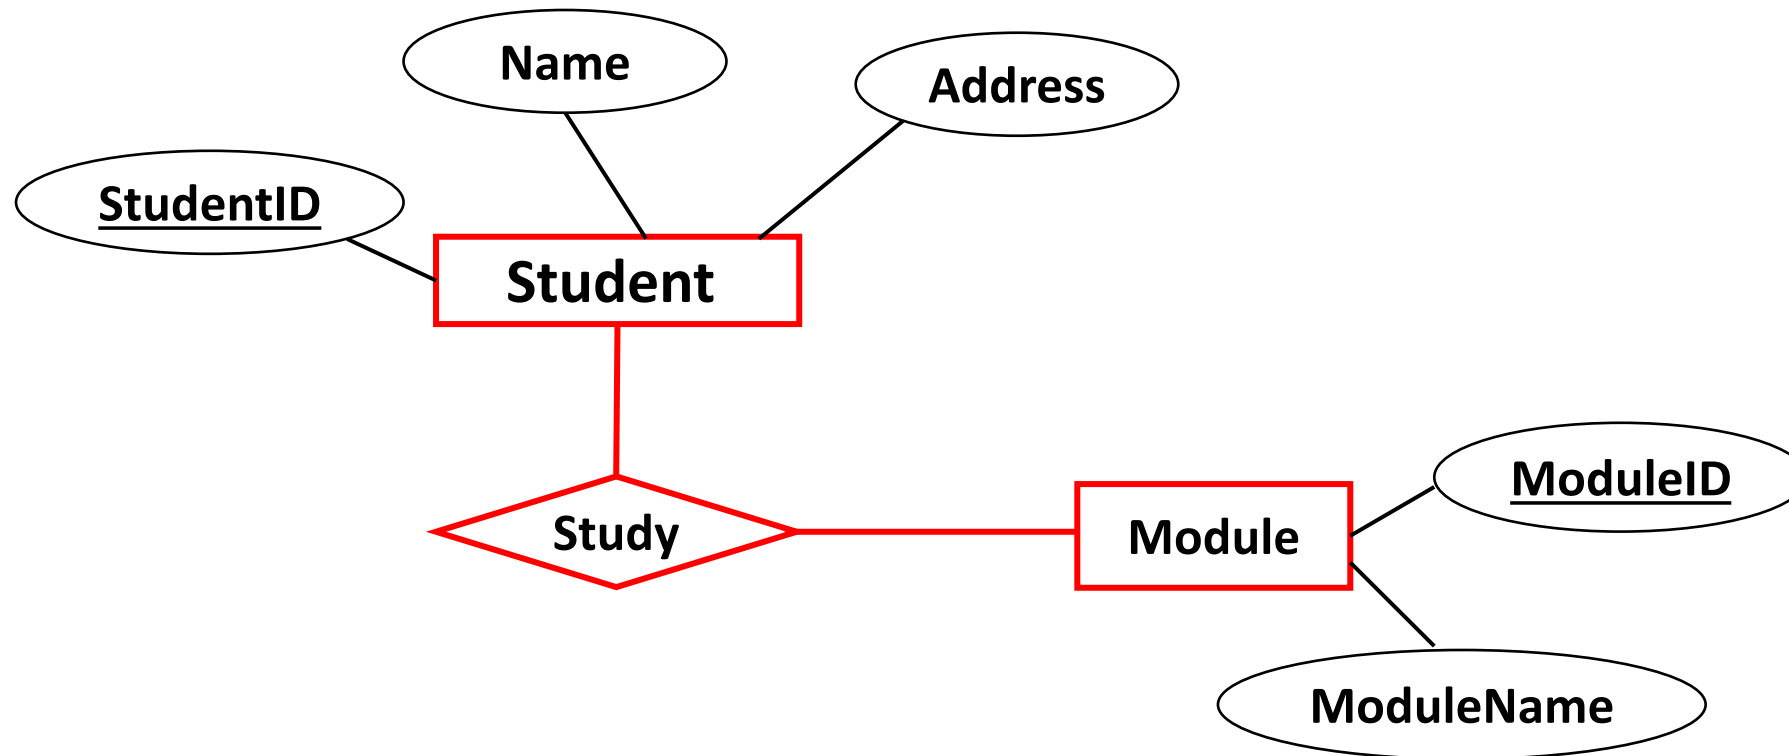 Name
Address
StudentID
Student
Study
Module
ModuleID
ModuleName